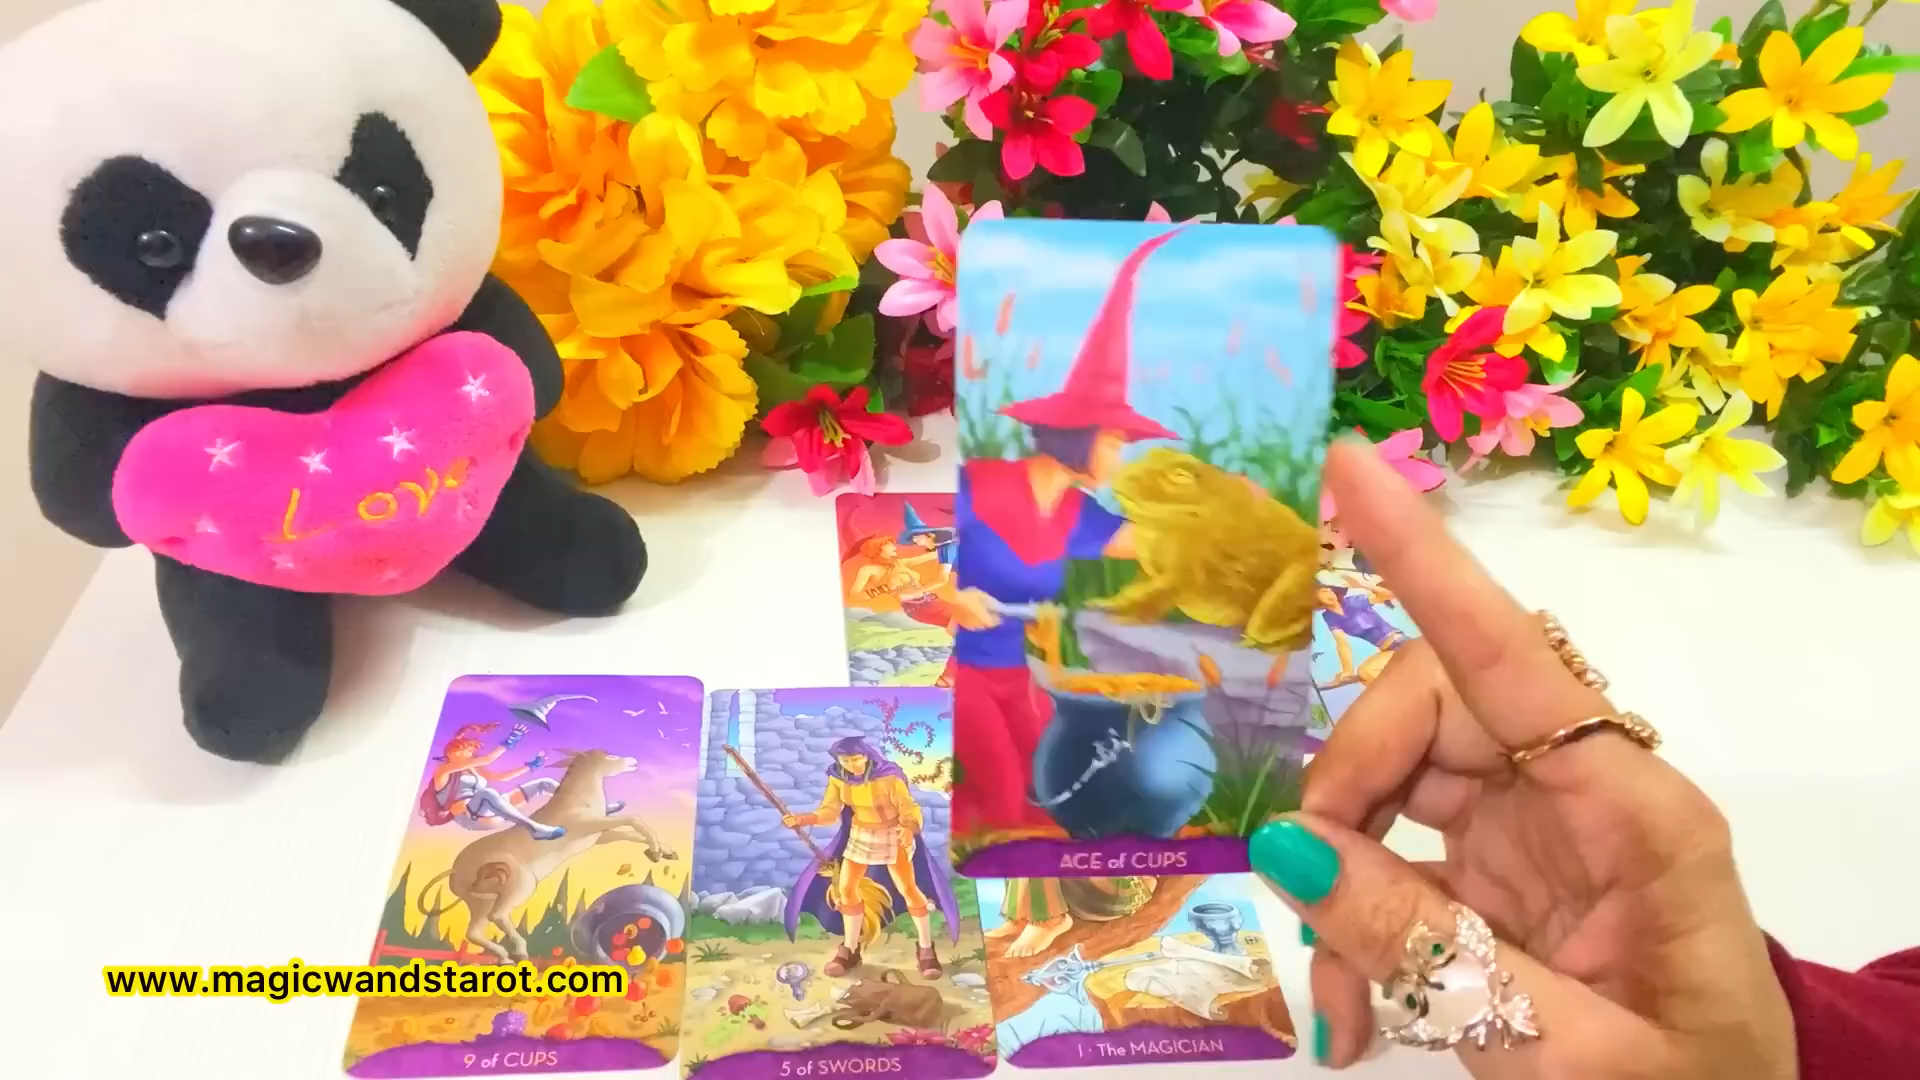 Love
ACE of CUPS
www.magicwandstarot.com
9 of CUPS
5 of SWORDS
I · The MAGICIAN